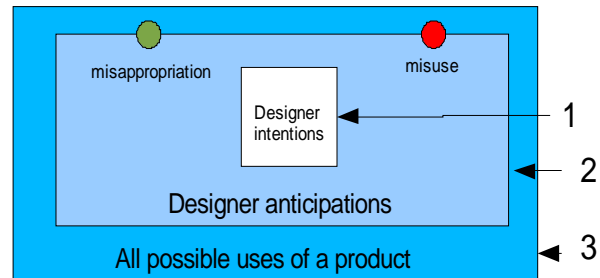 misappropriation
misuse
Designer
intentions
1
2
Designer anticipations
All possible uses of a product
3